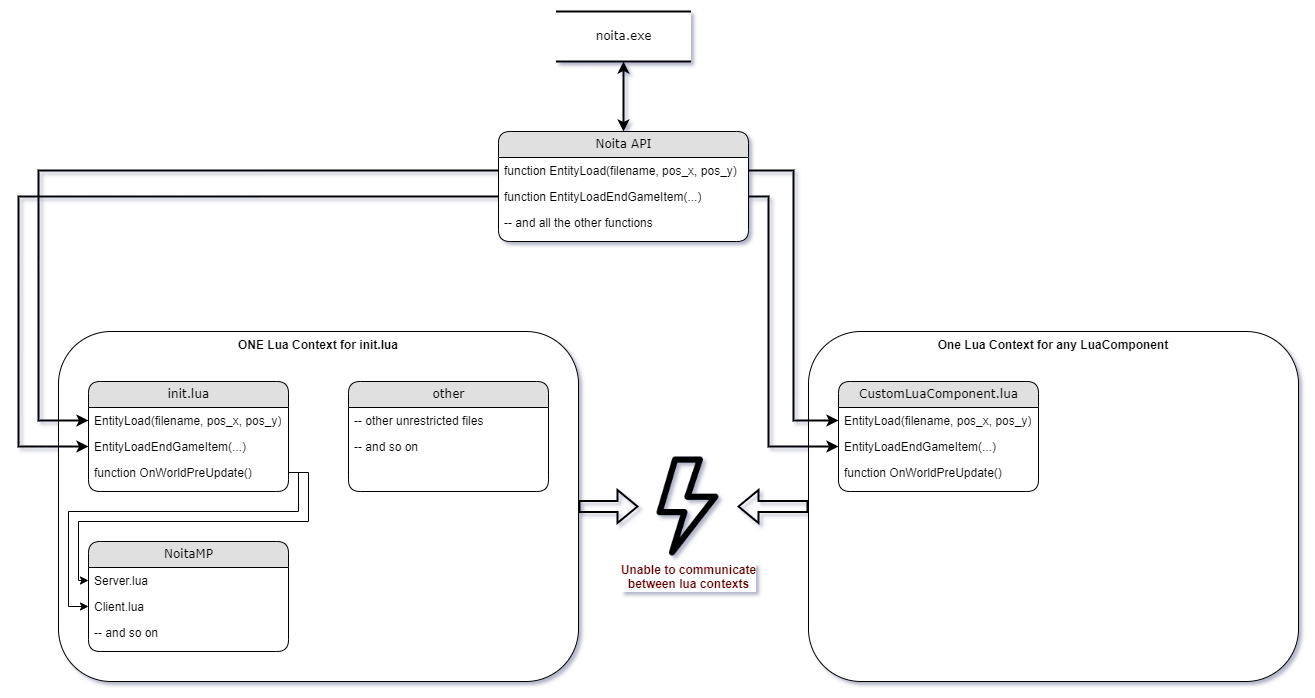 noita.exe
Noita API
function EntityLoad(filename, pos_x, pos_y)
function EntityLoadEndGameItem(...)
-- and all the other functions
ONE Lua Context for init.lua
init.lua
EntityLoad(filename, pos_x, pos_y)
EntityLoadEndGameItem(...)
function OnWorldPreUpdate()
other
-- other unrestricted files
-- and so on
NoitaMP
Server.lua
Client.lua
-- and so on
Unable to communicate
between lua contexts
One Lua Context for any LuaComponent
CustomLuaComponent.lua
EntityLoad(filename, pos_x, pos_y)
EntityLoadEndGameItem(...)
function OnWorldPreUpdate()